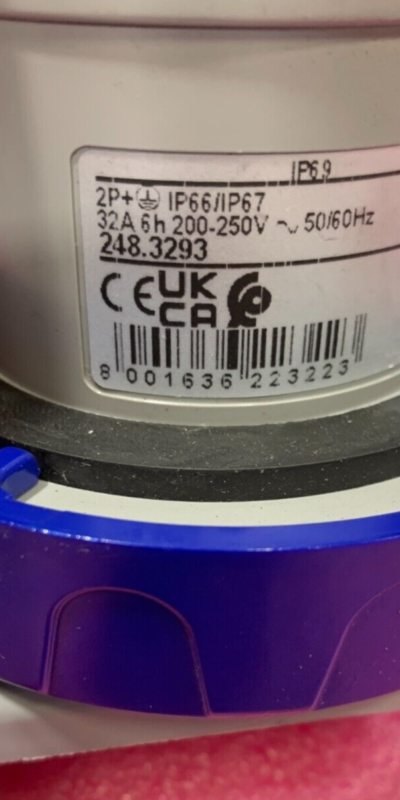 IP6.9
2P+ IP66/IP67
32A 6h 200-250V ~ 50/60Hz
248.3293
CE UK
CA
8 001636 223223